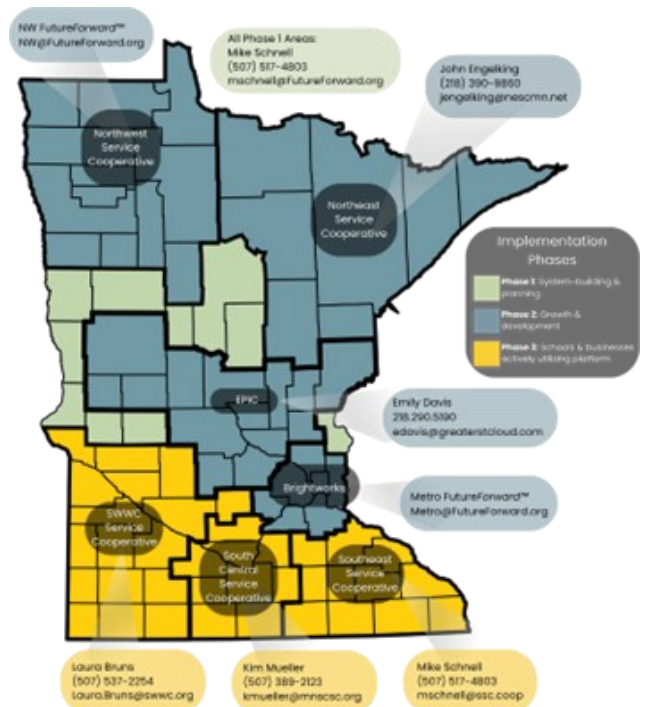 NW FutureForward™
NW@FutureForward.org
All Phase 1 Areas:
Mike Schnell
(507) 517-4803
mschnell@FutureForward.org
John Engelking
(218) 390-9860
jengelking@nescmn.net
Northwest
Service
Cooperative
Northeast
Service
Cooperative
Implementation
Phases
Phase 1: System-building &
planning
Phase 2: Growth &
development
Phase 3: Schools & businesses
actively utilizing platform
EPIC
Emily Davis
218.290.5190
edavis@greaterstcloud.com
Brightworks
Metro FutureForward™
Metro@FutureForward.org
SWWC
Service
Cooperative
South
Central
Service
Cooperative
Southeast
Service
Cooperative
Laura Bruns
(507) 537-2254
Laura.Bruns@swwc.org
Kim Mueller
(507) 389-2123
kmueller@mnscsc.org
Mike Schnell
(507) 517-4803
mschnell@ssc.coop